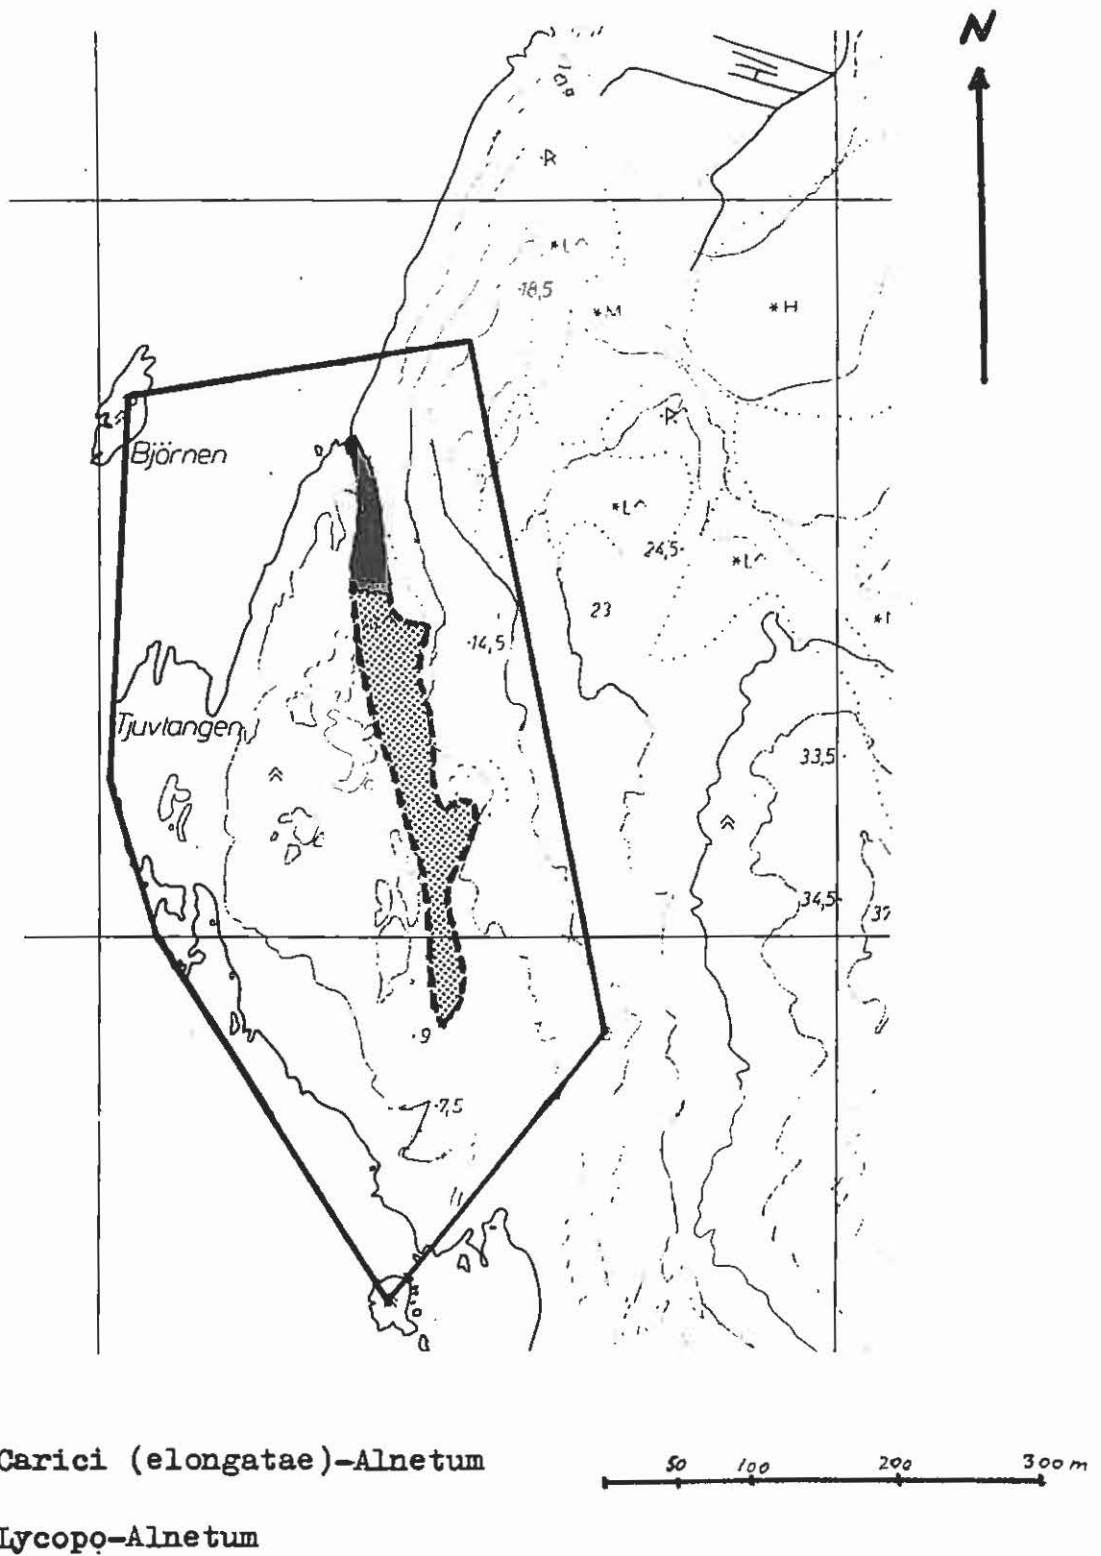 N
R
*L^
18,5
*M
*H
R
Björnen
*L^
24,5
*L^
23
14,5
Tjuvlangen
33,5
34,5
37
9
7,5
Carici (elongatae)-Alnetum
50 100 200 300 m
Lycopo-Alnetum